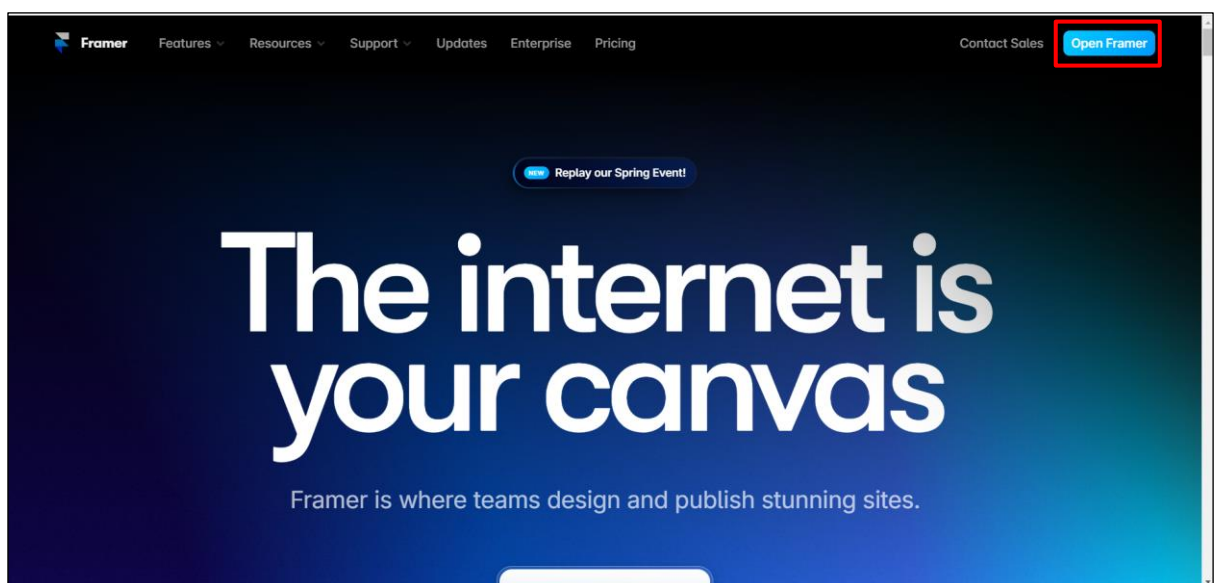 Framer Features Resources Support Updates Enterprise Pricing Contact Sales Open Framer
NEW Replay our Spring Event!
The internet is
your canvas
Framer is where teams design and publish stunning sites.